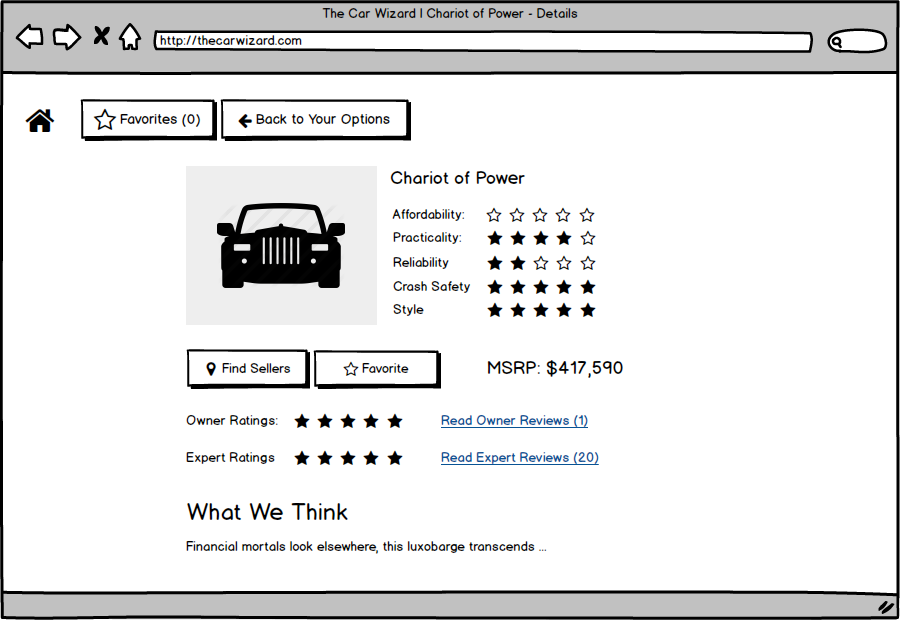 The Car Wizard | Chariot of Power - Details
http://thecarwizard.com
Favorites (0)
Back to Your Options
Chariot of Power
Affordability:
Practicality:
Reliability
Crash Safety
Style
Find Sellers
Favorite
MSRP: $417,590
Owner Ratings:
Read Owner Reviews (1)
Expert Ratings
Read Expert Reviews (20)
What We Think
Financial mortals look elsewhere, this luxobarge transcends ...